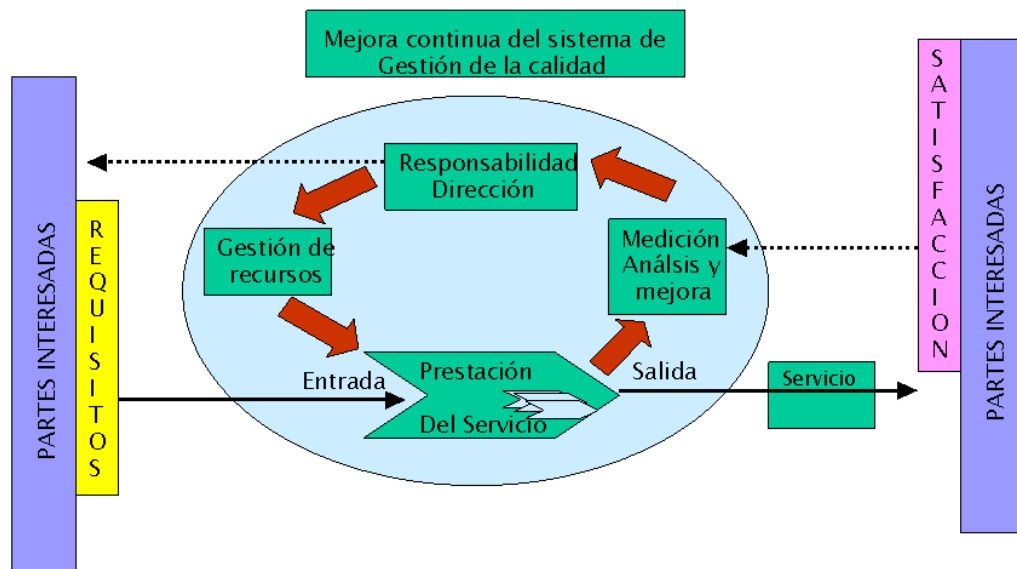 Mejora continua del sistema de
Gestión de la calidad
PARTES INTERESADAS
REQUISITOS
Responsabilidad
Dirección
Gestión de
recursos
Medición
Análsis y
mejora
Entrada
Prestación
Del Servicio
Salida
Servicio
SATISFACCION
PARTES INTERESADAS